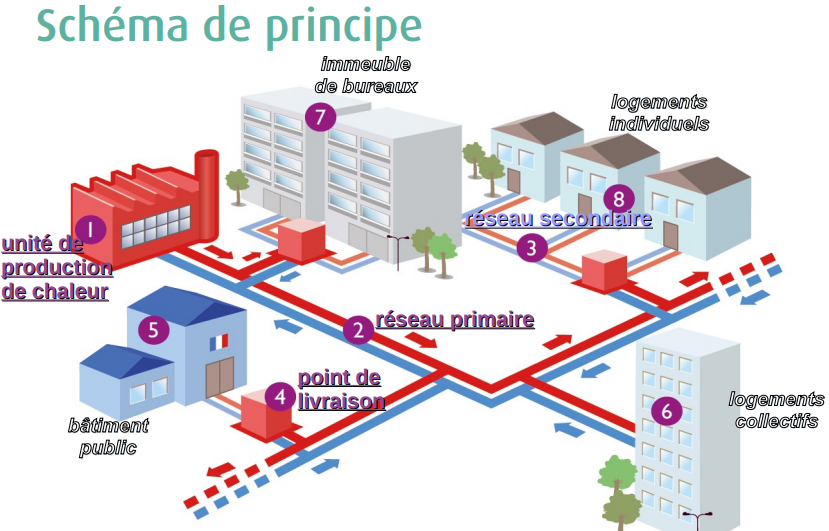 Schéma de principe
immeuble
de bureaux
7
logements
individuels
8
1
unité de
production
de chaleur
réseau secondaire
3
2
réseau primaire
5
point de
livraison
4
bâtiment
public
6
logements
collectifs